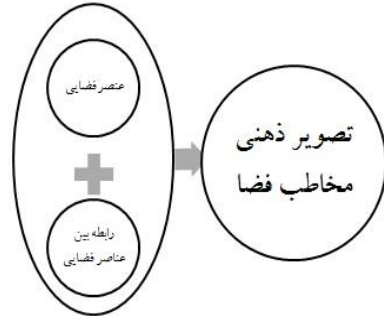 عنصر فضایی
رابطه بین
عناصر فضایی
تصویر ذهنی
مخاطب فضا